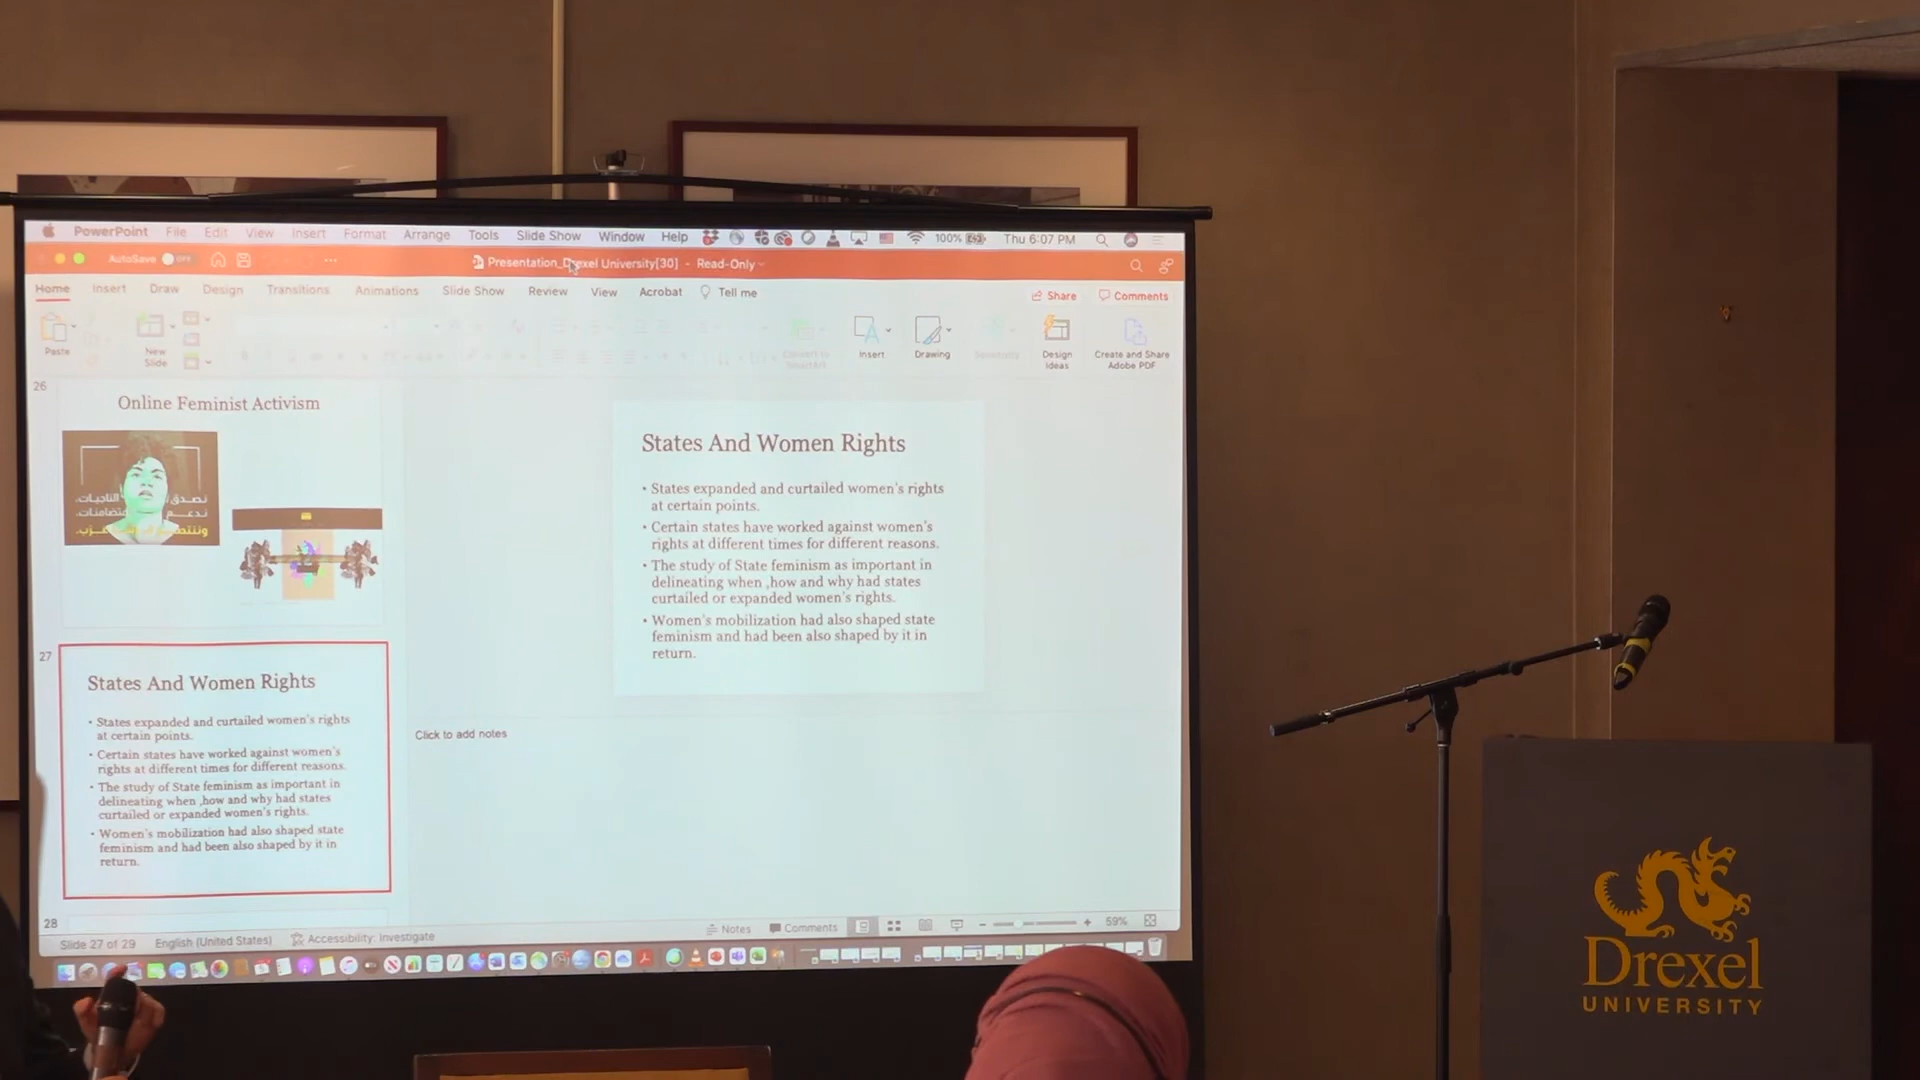 PowerPoint File Edit View Insert Format Arrange Tools Slide Show Window Help 100% Thu 6:07 PM
AutoSave OFF Presentation_Drexel University[30] - Read-Only
Home Insert Draw Design Transitions Animations Slide Show Review View Acrobat Tell me Share Comments
Paste New Slide Convert to SmartArt Insert Drawing Design Ideas Create and Share Adobe PDF
26
Online Feminist Activism
نصدق الناجيات،
ندعم
27
States And Women Rights
• States expanded and curtailed women's rights
at certain points.
• Certain states have worked against women's
rights at different times for different reasons.
• The study of State feminism as important in
delineating when ,how and why had states
curtailed or expanded women's rights.
• Women's mobilization had also shaped state
feminism and had been also shaped by it in
return.
28
States And Women Rights
• States expanded and curtailed women's rights
at certain points.
• Certain states have worked against women's
rights at different times for different reasons.
• The study of State feminism as important in
delineating when ,how and why had states
curtailed or expanded women's rights.
• Women's mobilization had also shaped state
feminism and had been also shaped by it in
return.
Click to add notes
Slide 27 of 29 English (United States) Accessibility: Investigate Notes Comments 59%
Drexel
UNIVERSITY